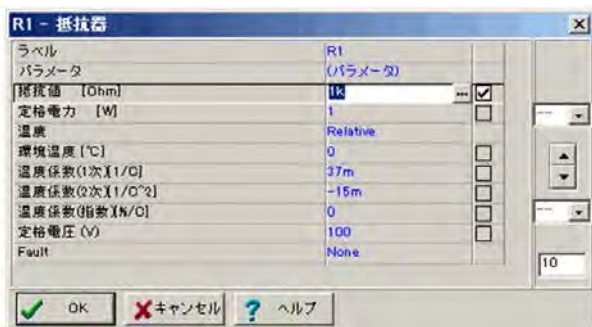 R1 - 抵抗器
ラベル R1
パラメータ (パラメータ)
抵抗値 [Ohm] 1k ...
定格電力 [W] 1
温度 Relative
環境温度 [℃] 0
温度係数(1次)[1/C] 37m
温度係数(2次)[1/C^2] -15m
温度係数(指数)[%/C] 0
定格電圧 (V) 100
Fault None
---
---
10
OK キャンセル ? ヘルプ